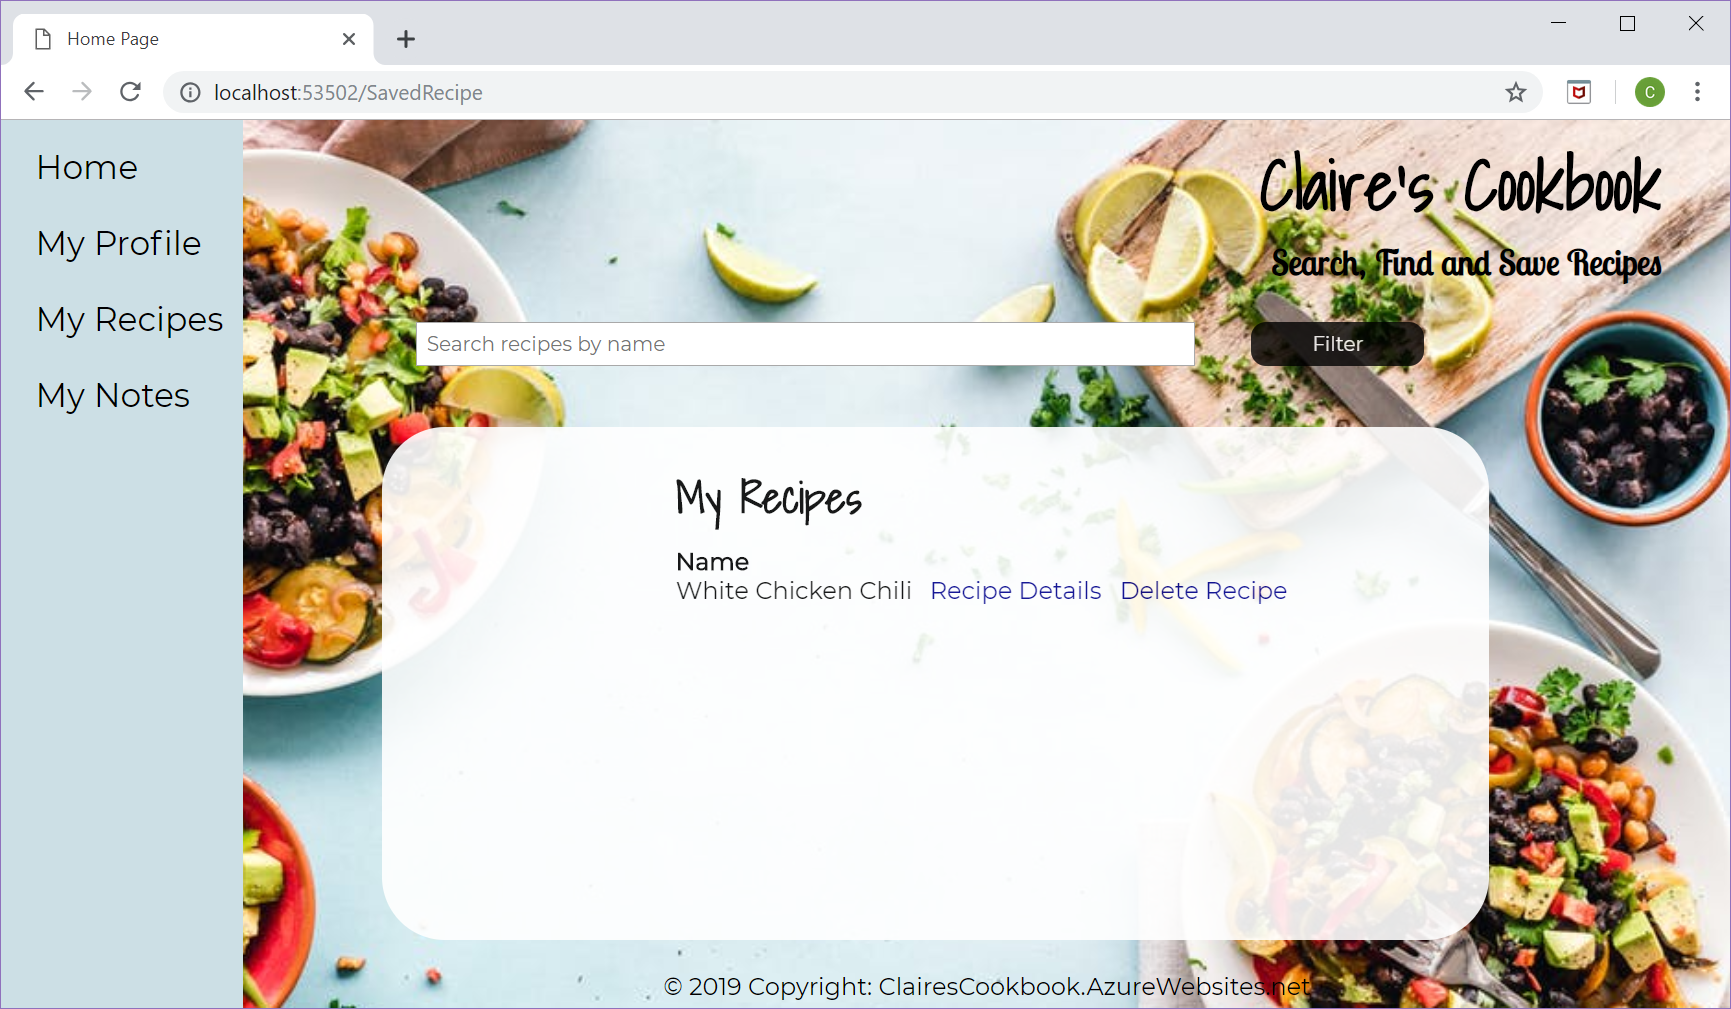 Home Page
localhost:53502/SavedRecipe
C
Home
My Profile
My Recipes
My Notes
Claire's Cookbook
Search, Find and Save Recipes
Search recipes by name
Filter
My Recipes
Name
White Chicken Chili Recipe Details Delete Recipe
© 2019 Copyright: ClairesCookbook.AzureWebsites.net